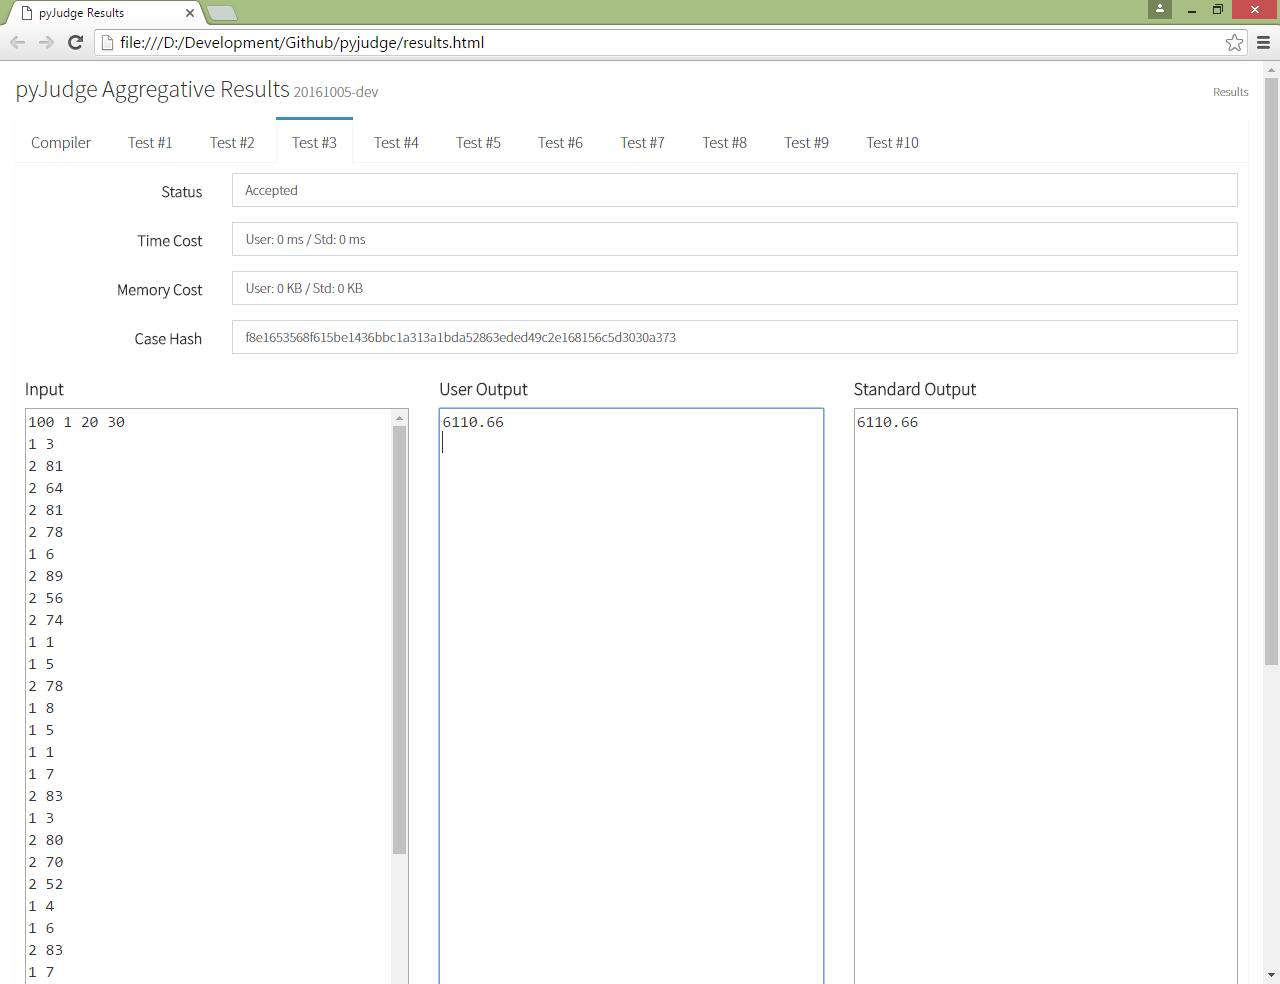 pyJudge Results
file:///D:/Development/Github/pyjudge/results.html
pyJudge Aggregative Results 20161005-dev
Results
Compiler Test #1 Test #2 Test #3 Test #4 Test #5 Test #6 Test #7 Test #8 Test #9 Test #10
Status Accepted
Time Cost User: 0 ms / Std: 0 ms
Memory Cost User: 0 KB / Std: 0 KB
Case Hash f8e1653568f615be1436bbc1a313a1bda52863eded49c2e168156c5d3030a373
Input
100 1 20 30
1 3
2 81
2 64
2 81
2 78
1 6
2 89
2 56
2 74
1 1
1 5
2 78
1 8
1 5
1 1
1 7
2 83
1 3
2 80
2 70
2 52
1 4
1 6
2 83
1 7
User Output
6110.66
Standard Output
6110.66